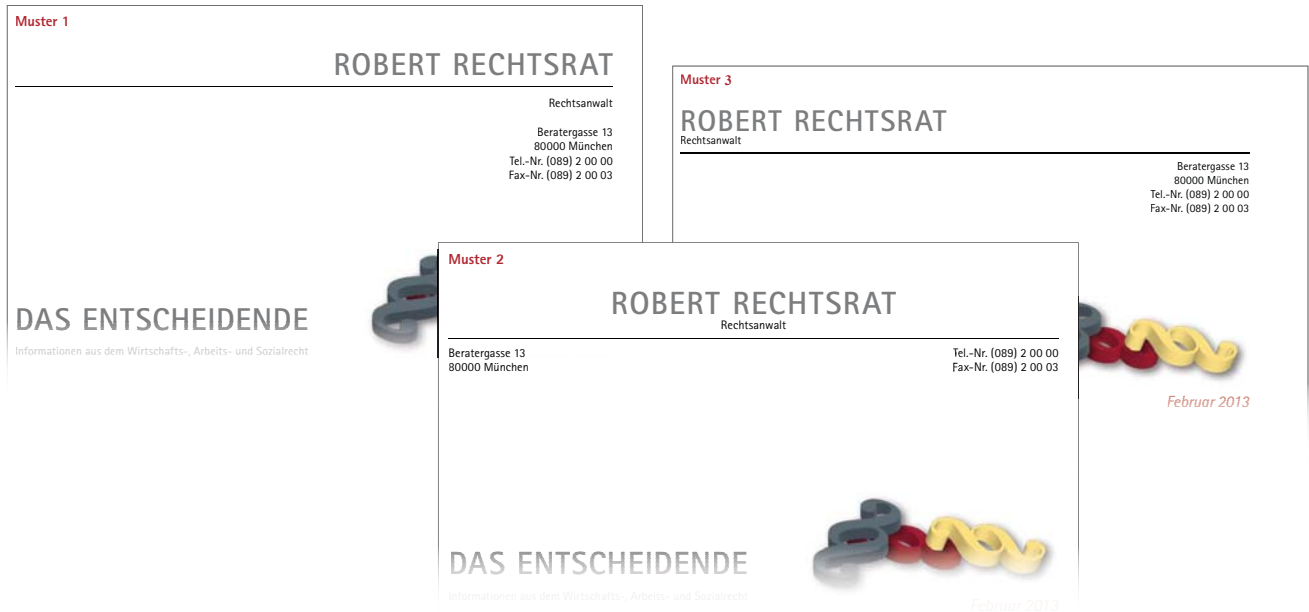 Muster 1
ROBERT RECHTSRAT
Rechtsanwalt
Beratergasse 13
80000 München
Tel.-Nr. (089) 2 00 00
Fax-Nr. (089) 2 00 03
DAS ENTSCHEIDENDE
Informationen aus dem Wirtschafts-, Arbeits- und Sozialrecht
Muster 3
ROBERT RECHTSRAT
Rechtsanwalt
Beratergasse 13
80000 München
Tel.-Nr. (089) 2 00 00
Fax-Nr. (089) 2 00 03
Februar 2013
Muster 2
ROBERT RECHTSRAT
Rechtsanwalt
Beratergasse 13 Tel.-Nr. (089) 2 00 00
80000 München Fax-Nr. (089) 2 00 03
DAS ENTSCHEIDENDE
Informationen aus dem Wirtschafts-, Arbeits- und Sozialrecht
Februar 2013